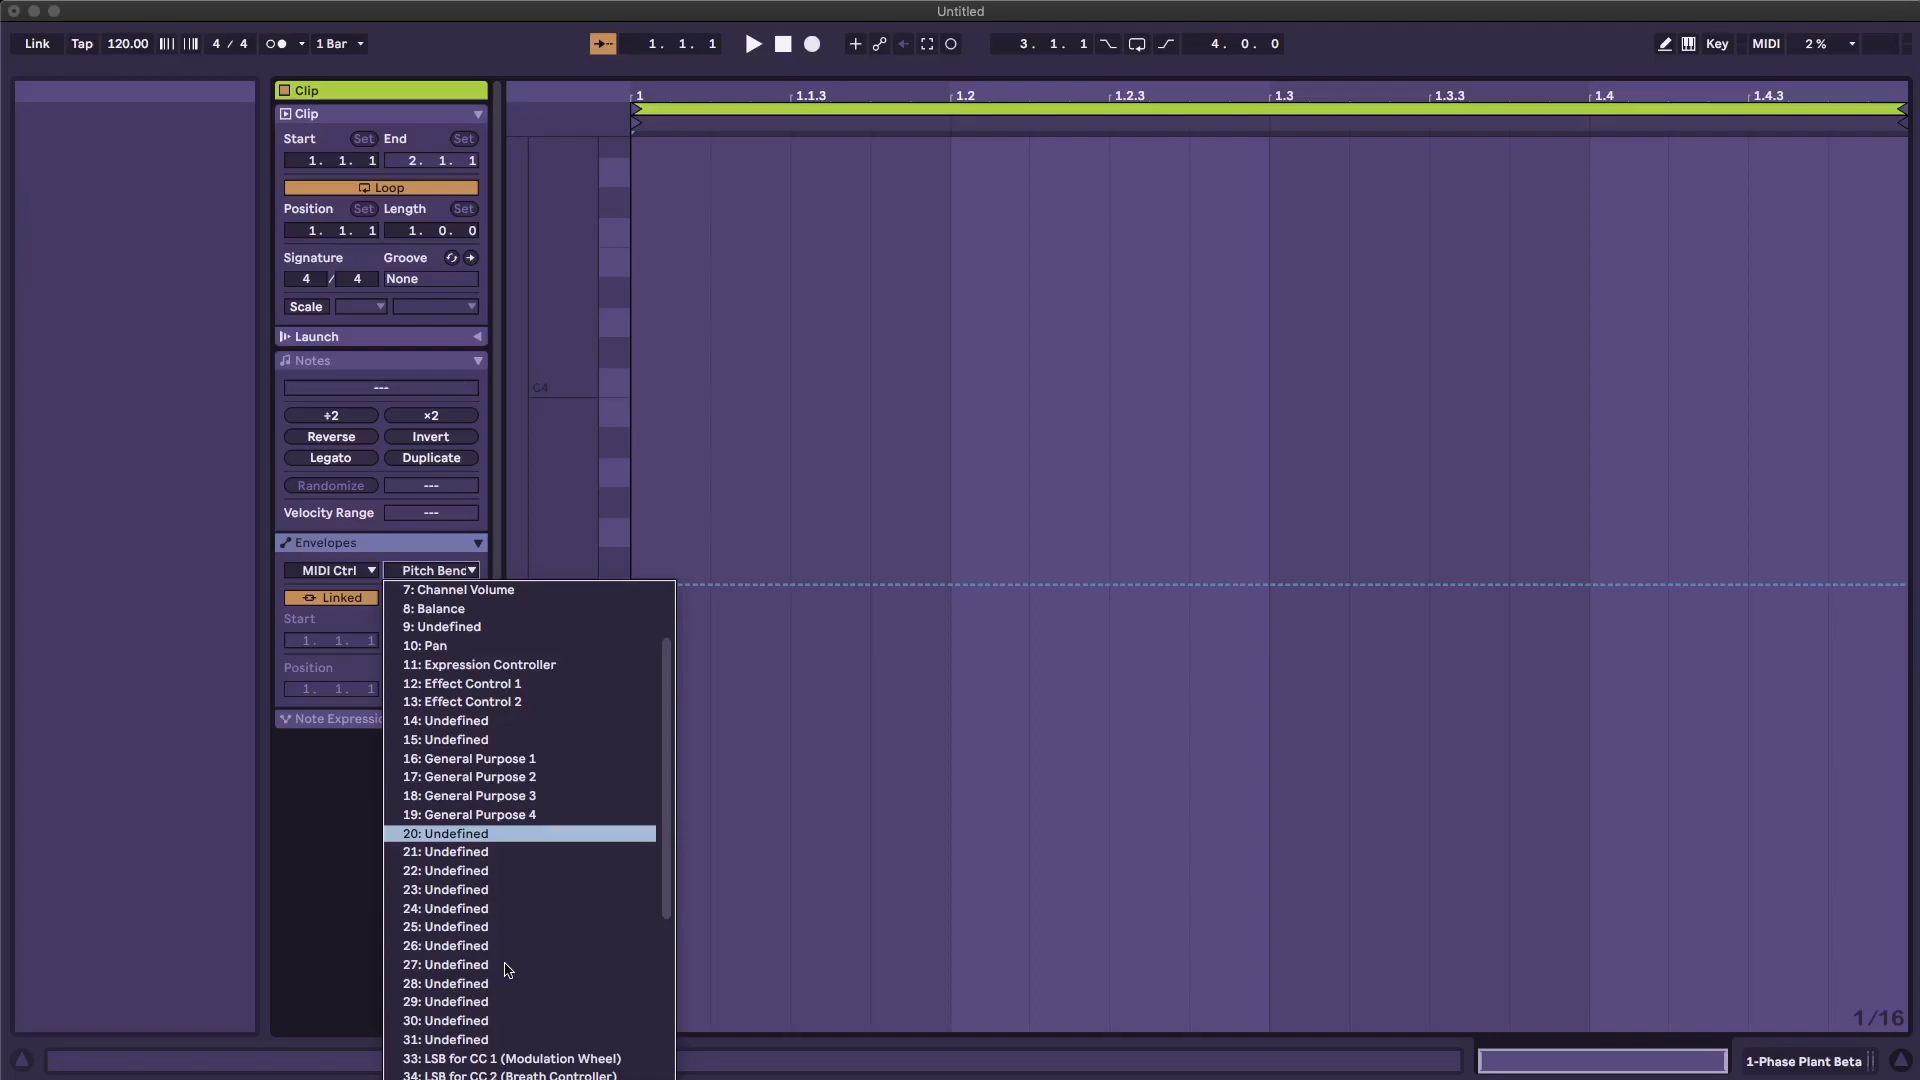 Untitled
Link Tap 120.00 4 / 4 1 Bar 1. 1. 1 3. 1. 1 4. 0. 0 Key MIDI 2 %
Clip
Clip
Start Set End Set
1. 1. 1 2. 1. 1
Loop
Position Set Length Set
1. 1. 1 1. 0. 0
Signature Groove
4 / 4 None
Scale
Launch
Notes
---
÷2 ×2
Reverse Invert
Legato Duplicate
Randomize ---
Velocity Range ---
Envelopes
MIDI Ctrl Pitch Benc
Linked
Start
1. 1. 1
Position
1. 1. 1
Note Expressic
7: Channel Volume
8: Balance
9: Undefined
10: Pan
11: Expression Controller
12: Effect Control 1
13: Effect Control 2
14: Undefined
15: Undefined
16: General Purpose 1
17: General Purpose 2
18: General Purpose 3
19: General Purpose 4
20: Undefined
21: Undefined
22: Undefined
23: Undefined
24: Undefined
25: Undefined
26: Undefined
27: Undefined
28: Undefined
29: Undefined
30: Undefined
31: Undefined
33: LSB for CC 1 (Modulation Wheel)
34: LSB for CC 2 (Breath Controller)
1 1.1.3 1.2 1.2.3 1.3 1.3.3 1.4 1.4.3
C4
1/16
1-Phase Plant Beta